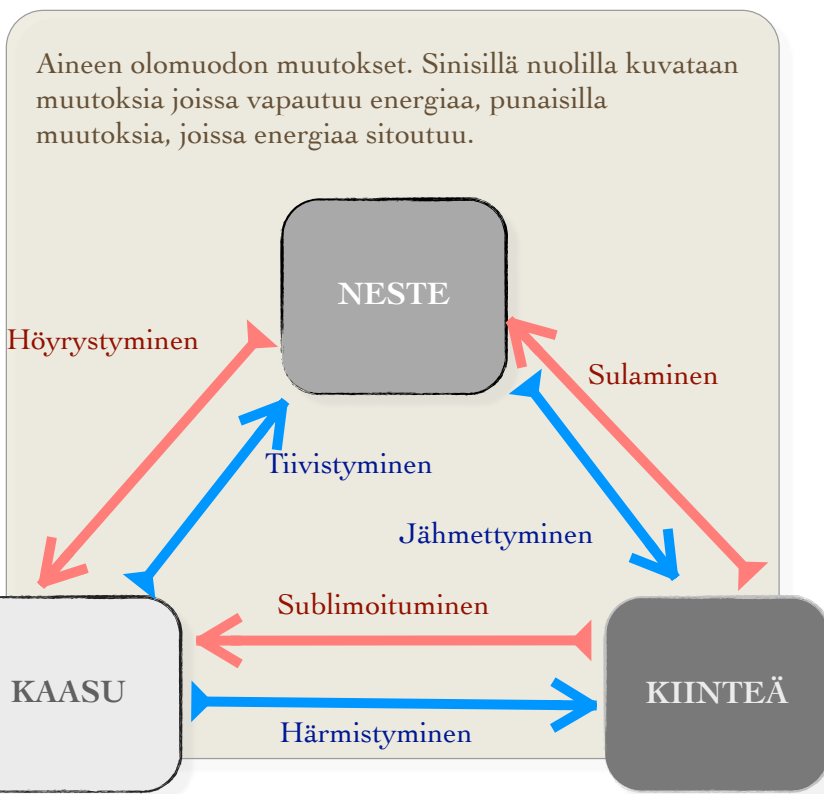 Aineen olomuodon muutokset. Sinisillä nuolilla kuvataan
muutoksia joissa vapautuu energiaa, punaisilla
muutoksia, joissa energiaa sitoutuu.
NESTE
Höyrystyminen
Sulaminen
Tiivistyminen
Jähmettyminen
Sublimoituminen
KAASU
KIINTEÄ
Härmistyminen